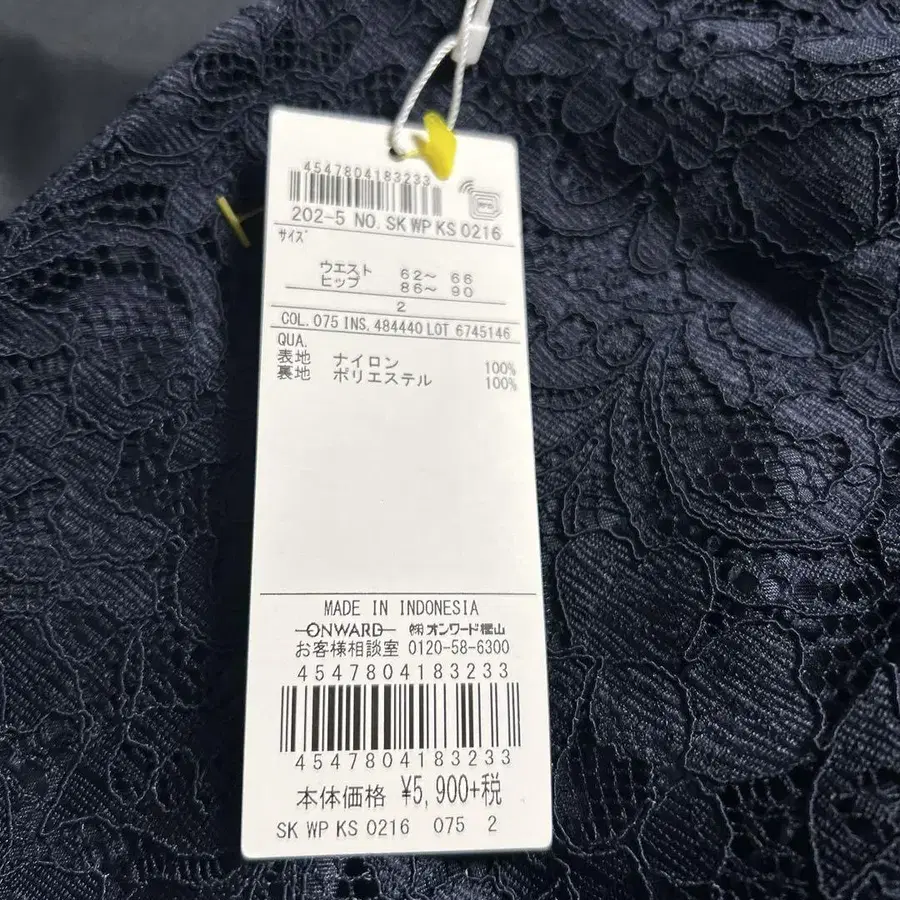 4547804183233
202-5 NO. SK WP KS 0216
サイズ
ウエスト 62～ 66
ヒップ 86～ 90
2
COL. 075 INS. 484440 LOT 6745146
QUA.
表地 ナイロン 100%
裏地 ポリエステル 100%
MADE IN INDONESIA
ONWARD ㈱オンワード樫山
お客様相談室 0120-58-6300
4547804183233
4547804183233
本体価格 ¥5,900+税
SK WP KS 0216 075 2